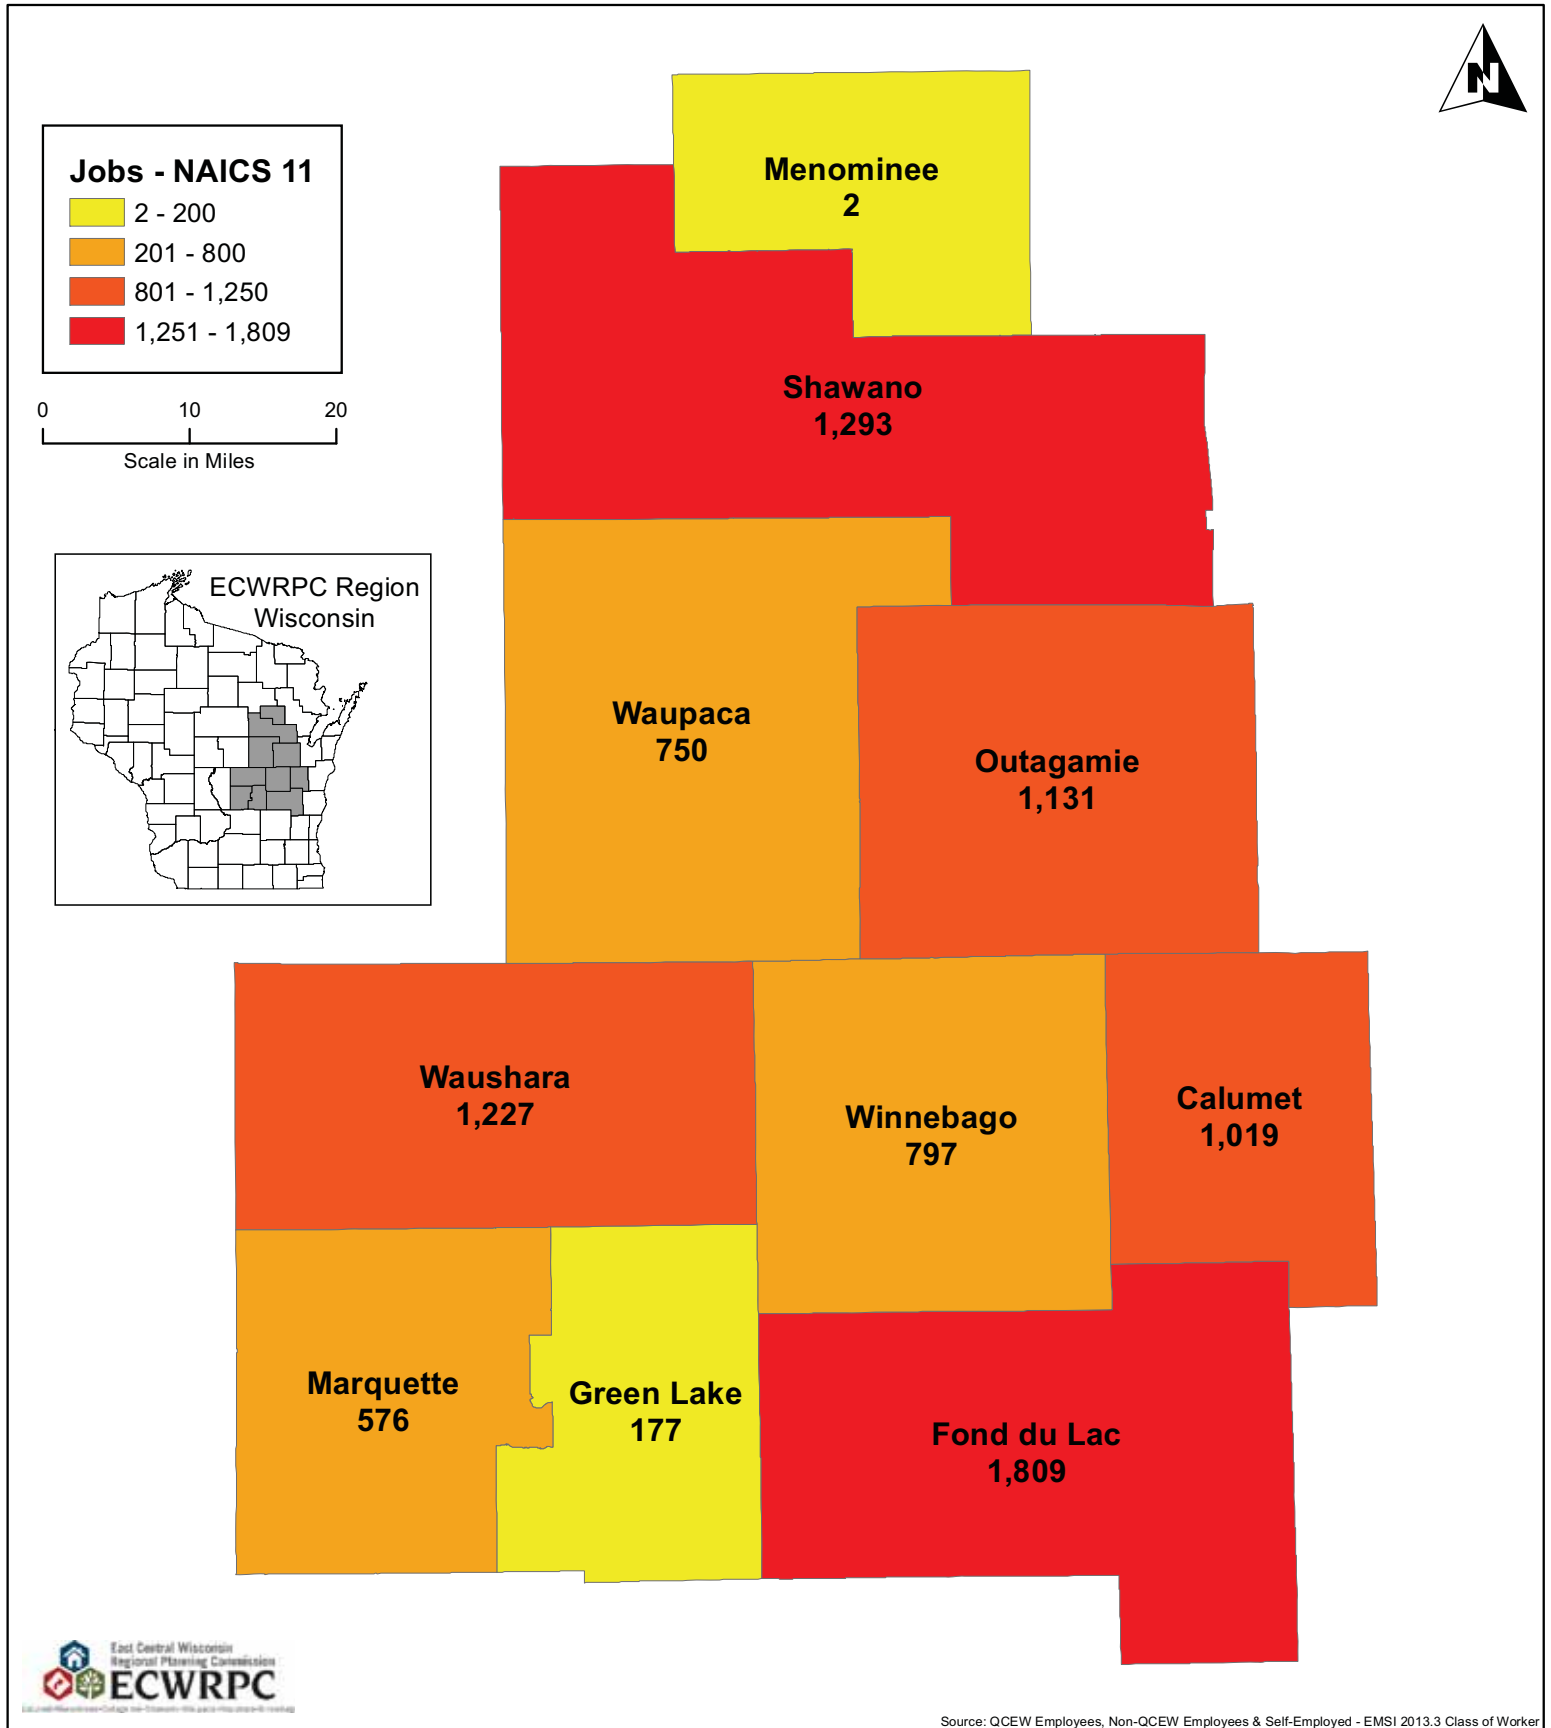 N
Jobs - NAICS 11
2 - 200
201 - 800
801 - 1,250
1,251 - 1,809
0 10 20
Scale in Miles
ECWRPC Region
Wisconsin
Menominee
2
Shawano
1,293
Waupaca
750
Outagamie
1,131
Waushara
1,227
Winnebago
797
Calumet
1,019
Marquette
576
Green Lake
177
Fond du Lac
1,809
East Central Wisconsin
Regional Planning Commission
ECWRPC
Source: QCEW Employees, Non-QCEW Employees & Self-Employed - EMSI 2013.3 Class of Worker